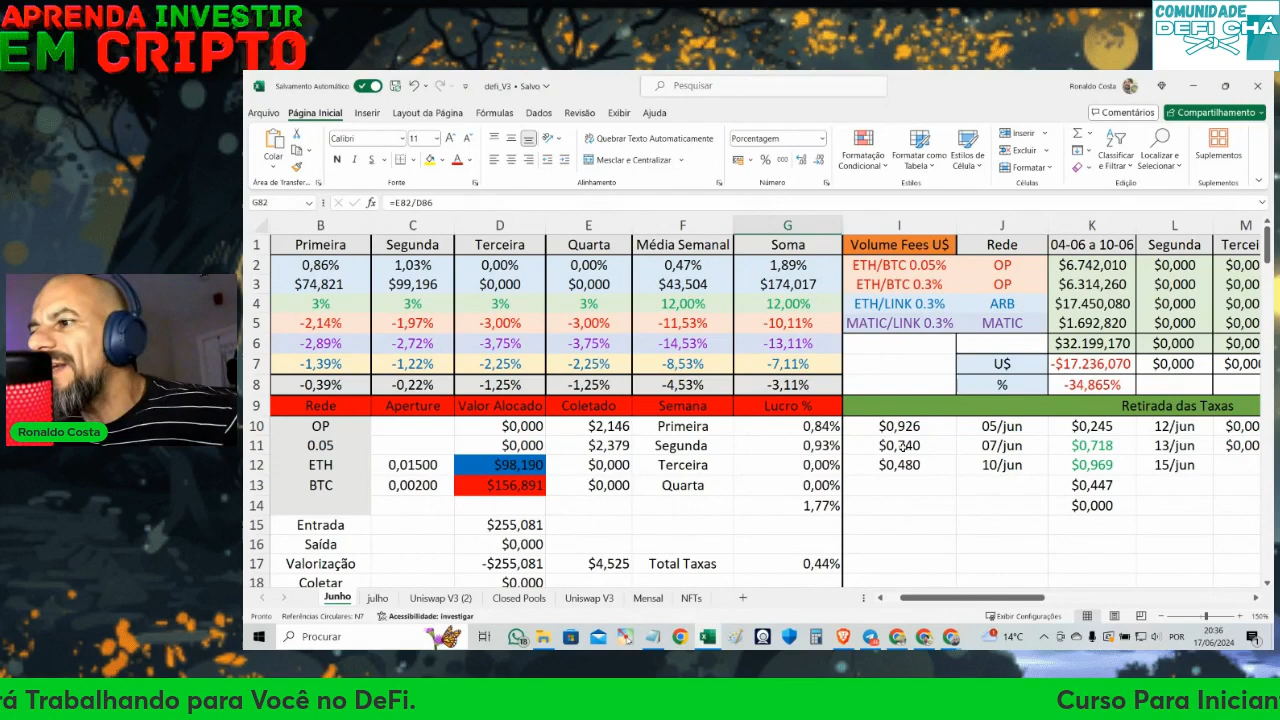 APRENDA INVESTIR
EM CRIPTO
COMUNIDADE
DEFI CHÁ
Salvamento Automático
defi_V3 • Salvo
Pesquisar
Ronaldo Costa
Arquivo Página Inicial Inserir Layout da Página Fórmulas Dados Revisão Exibir Ajuda
Comentários Compartilhamento
Colar
Calibri 11
N I S
Quebrar Texto Automaticamente
Mesclar e Centralizar
Porcentagem
Formatação Condicional
Formatar como Tabela
Estilos de Célula
Inserir
Excluir
Formatar
Classificar e Filtrar
Localizar e Selecionar
Suplementos
Área de Transfer... Fonte Alinhamento Número Estilos Células Edição Suplementos
G82 fx =E82/D86
B C D E F G I J K L M
1 Primeira Segunda Terceira Quarta Média Semanal Soma Volume Fees U$ Rede 04-06 a 10-06 Segunda Tercei
2 0,86% 1,03% 0,00% 0,00% 0,47% 1,89% ETH/BTC 0.05% OP $6.742,010 $0,000 $0,00
3 $74,821 $99,196 $0,000 $0,000 $43,504 $174,017 ETH/BTC 0.3% OP $6.314,260 $0,000 $0,00
4 3% 3% 3% 3% 12,00% 12,00% ETH/LINK 0.3% ARB $17.450,080 $0,000 $0,00
5 -2,14% -1,97% -3,00% -3,00% -11,53% -10,11% MATIC/LINK 0.3% MATIC $1.692,820 $0,000 $0,00
6 -2,89% -2,72% -3,75% -3,75% -14,53% -13,11% $32.199,170 $0,000 $0,00
7 -1,39% -1,22% -2,25% -2,25% -8,53% -7,11% U$ -$17.236,070 $0,000 $0,00
8 -0,39% -0,22% -1,25% -1,25% -4,53% -3,11% % -34,865%
9 Rede Aperture Valor Alocado Coletado Semana Lucro % Retirada das Taxas
10 OP $0,000 $2,146 Primeira 0,84% $0,926 05/jun $0,245 12/jun $0,00
11 0.05 $0,000 $2,379 Segunda 0,93% 07/jun $0,718 13/jun $0,00
12 ETH 0,01500 $98,190 $0,000 Terceira 0,00% $0,480 10/jun $0,969 15/jun
13 BTC 0,00200 $156,891 $0,000 Quarta 0,00% $0,447
14 1,77% $0,000
15 Entrada $255,081
16 Saída $0,000
17 Valorização -$255,081 $4,525 Total Taxas 0,44%
18 Coletar $0,000
Junho julho Uniswap V3 (2) Closed Pools Uniswap V3 Mensal NFTs +
Pronto Referências Circulares: N7 Acessibilidade: investigar Exibir Configurações 150%
Procurar
14°C
POR
20:36
17/06/2024
Ronaldo Costa
rá Trabalhando para Você no DeFi. Curso Para Inician